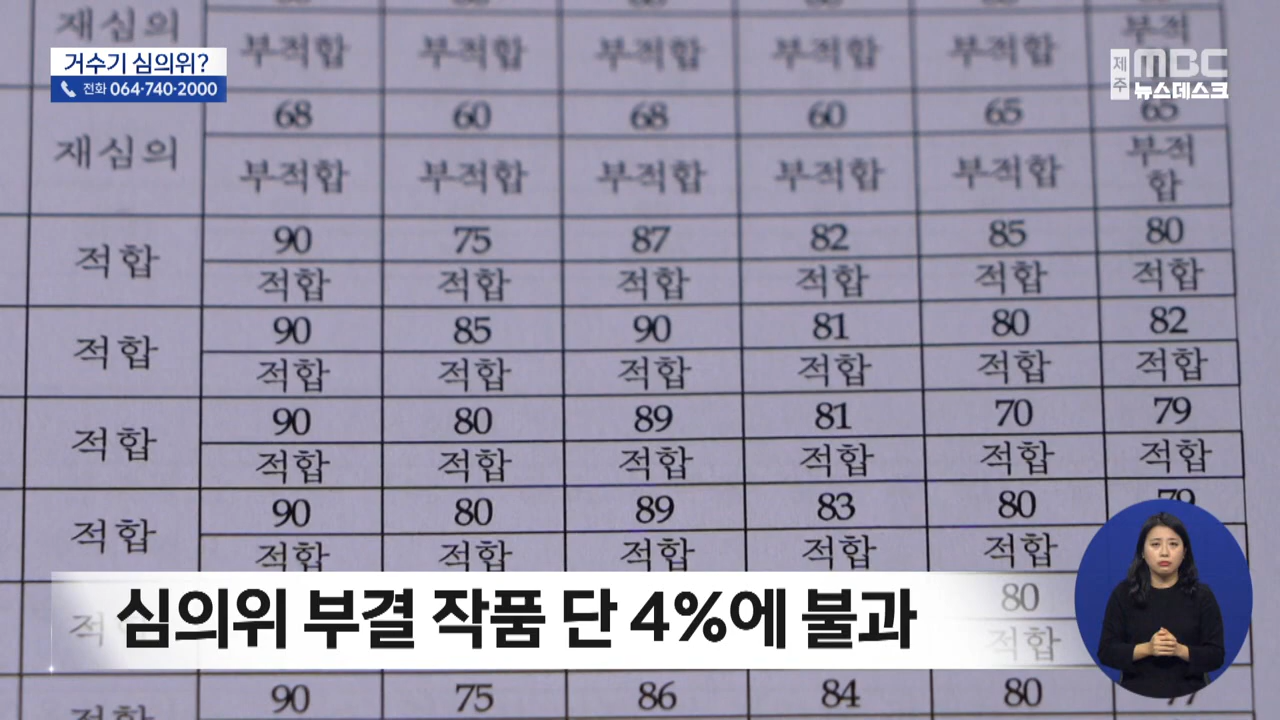 재심의 부적합 부적합 부적합 부적합 부적합 부적
거수기 심의위?
전화 064·740·2000
제주 MBC
뉴스데스크
68 60 68 60 65 65
재심의 부적합 부적합 부적합 부적합 부적합 부적
합
90 75 87 82 85 80
적합 적합 적합 적합 적합 적합 적합
90 85 90 81 80 82
적합 적합 적합 적합 적합 적합 적합
90 80 89 81 70 79
적합 적합 적합 적합 적합 적합 적합
90 80 89 83 80 79
적합 적합 적합 적합 적합 적합
80
심의위 부결 작품 단 4%에 불과
적합
90 75 86 84 80 77
적합